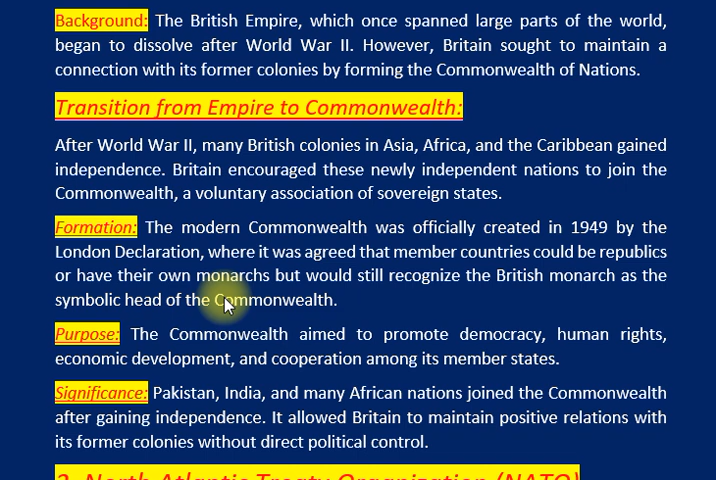 Background: The British Empire, which once spanned large parts of the world,
began to dissolve after World War II. However, Britain sought to maintain a
connection with its former colonies by forming the Commonwealth of Nations.
Transition from Empire to Commonwealth:
After World War II, many British colonies in Asia, Africa, and the Caribbean gained
independence. Britain encouraged these newly independent nations to join the
Commonwealth, a voluntary association of sovereign states.
Formation: The modern Commonwealth was officially created in 1949 by the
London Declaration, where it was agreed that member countries could be republics
or have their own monarchs but would still recognize the British monarch as the
symbolic head of the Commonwealth.
Purpose: The Commonwealth aimed to promote democracy, human rights,
economic development, and cooperation among its member states.
Significance: Pakistan, India, and many African nations joined the Commonwealth
after gaining independence. It allowed Britain to maintain positive relations with
its former colonies without direct political control.
2. North Atlantic Treaty Organization (NATO)